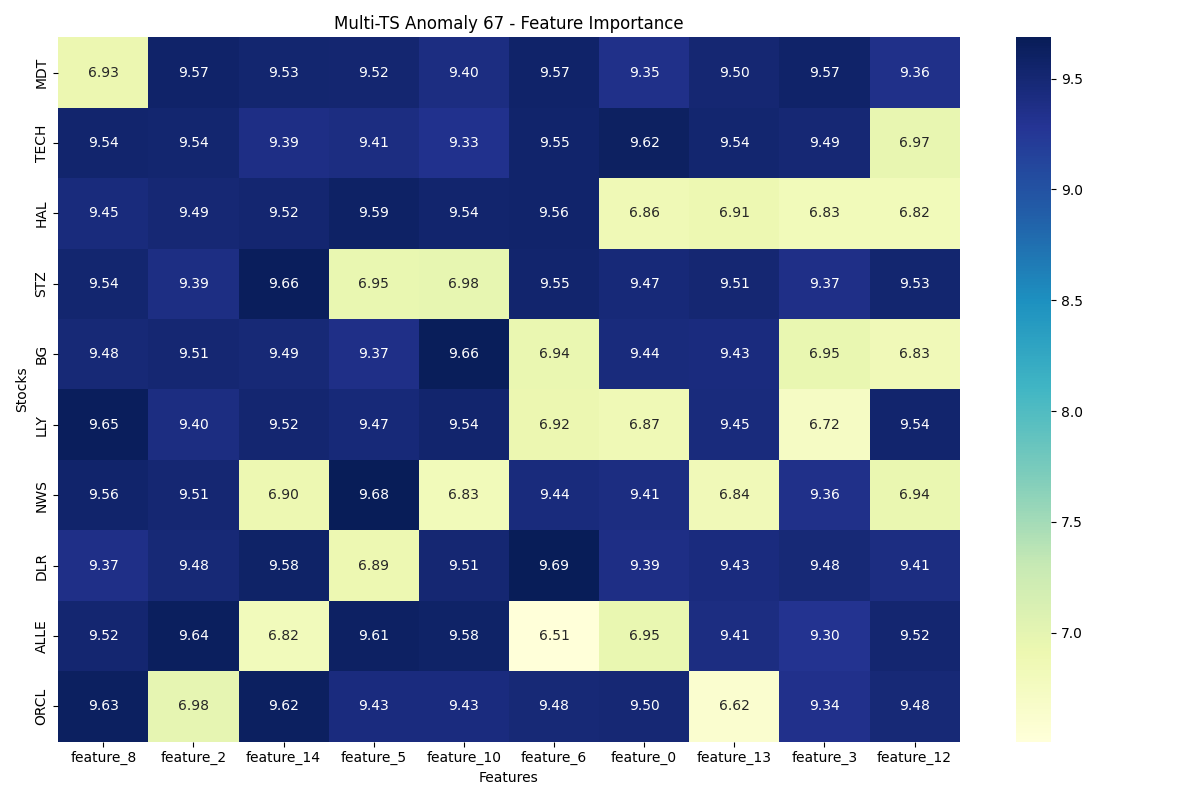 Multi-TS Anomaly 67 - Feature Importance
Stocks
MDT 6.93 9.57 9.53 9.52 9.40 9.57 9.35 9.50 9.57 9.36
TECH 9.54 9.54 9.39 9.41 9.33 9.55 9.62 9.54 9.49 6.97
HAL 9.45 9.49 9.52 9.59 9.54 9.56 6.86 6.91 6.83 6.82
STZ 9.54 9.39 9.66 6.95 6.98 9.55 9.47 9.51 9.37 9.53
BG 9.48 9.51 9.49 9.37 9.66 6.94 9.44 9.43 6.95 6.83
LLY 9.65 9.40 9.52 9.47 9.54 6.92 6.87 9.45 6.72 9.54
NWS 9.56 9.51 6.90 9.68 6.83 9.44 9.41 6.84 9.36 6.94
DLR 9.37 9.48 9.58 6.89 9.51 9.69 9.39 9.43 9.48 9.41
ALLE 9.52 9.64 6.82 9.61 9.58 6.51 6.95 9.41 9.30 9.52
ORCL 9.63 6.98 9.62 9.43 9.43 9.48 9.50 6.62 9.34 9.48
feature_8 feature_2 feature_14 feature_5 feature_10 feature_6 feature_0 feature_13 feature_3 feature_12
Features
9.5
9.0
8.5
8.0
7.5
7.0